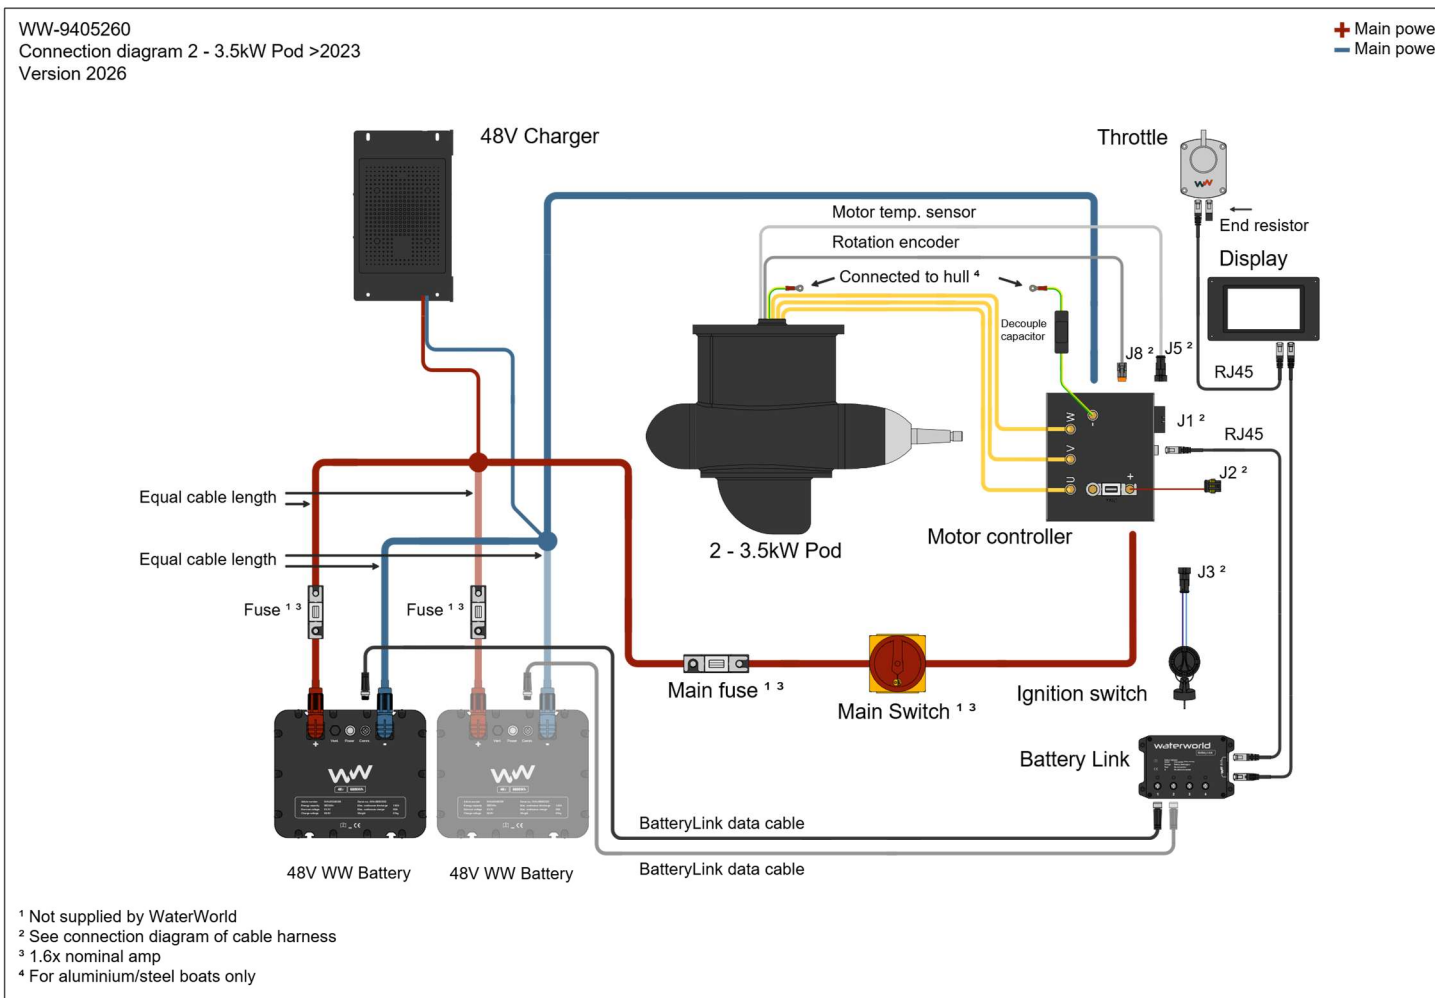 WW-9405260
Connection diagram 2 - 3.5kW Pod >2023
Version 2026
+ Main powe
Main powe
48V Charger
Throttle
Motor temp. sensor
End resistor
Rotation encoder
Display
Connected to hull ⁴
Decouple
capacitor
J8 ²
J5 ²
RJ45
W
-
J1 ²
V
RJ45
U
+
J2 ²
Equal cable length
Motor controller
2 - 3.5kW Pod
Equal cable length
J3 ²
Fuse ¹ ³
Fuse ¹ ³
Main fuse ¹ ³
Main Switch ¹ ³
Ignition switch
waterworld
Battery Link
+
-
+
-
BatteryLink data cable
BatteryLink data cable
48V WW Battery
48V WW Battery
¹ Not supplied by WaterWorld
² See connection diagram of cable harness
³ 1.6x nominal amp
⁴ For aluminium/steel boats only